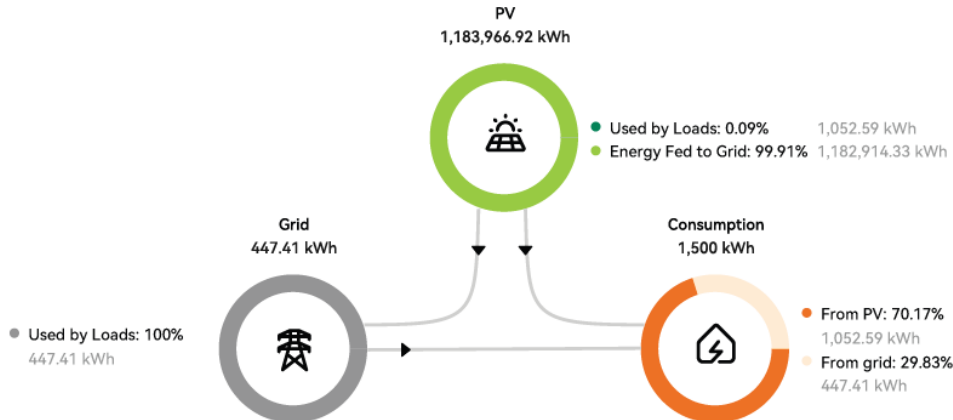 PV
1,183,966.92 kWh
Used by Loads: 0.09% 1,052.59 kWh
Energy Fed to Grid: 99.91% 1,182,914.33 kWh
Grid
447.41 kWh
Consumption
1,500 kWh
Used by Loads: 100%
447.41 kWh
From PV: 70.17%
1,052.59 kWh
From grid: 29.83%
447.41 kWh